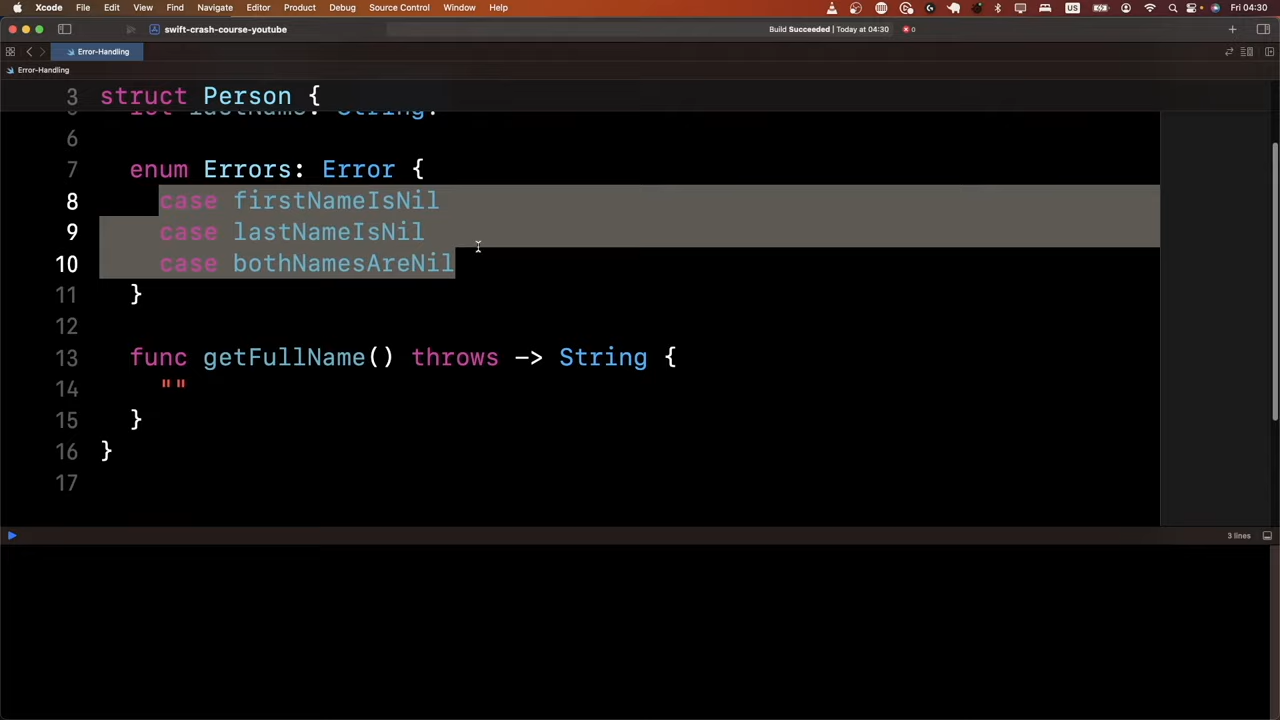 Xcode File Edit View Find Navigate Editor Product Debug Source Control Window Help US Fri 04:30
swift-crash-course-youtube Build Succeeded | Today at 04:30 0
Error-Handling
Error-Handling
3 struct Person {
6
7 enum Errors: Error {
8 case firstNameIsNil
9 case lastNameIsNil
10 case bothNamesAreNil
11 }
12
13 func getFullName() throws -> String {
14 ""
15 }
16 }
17
3 lines